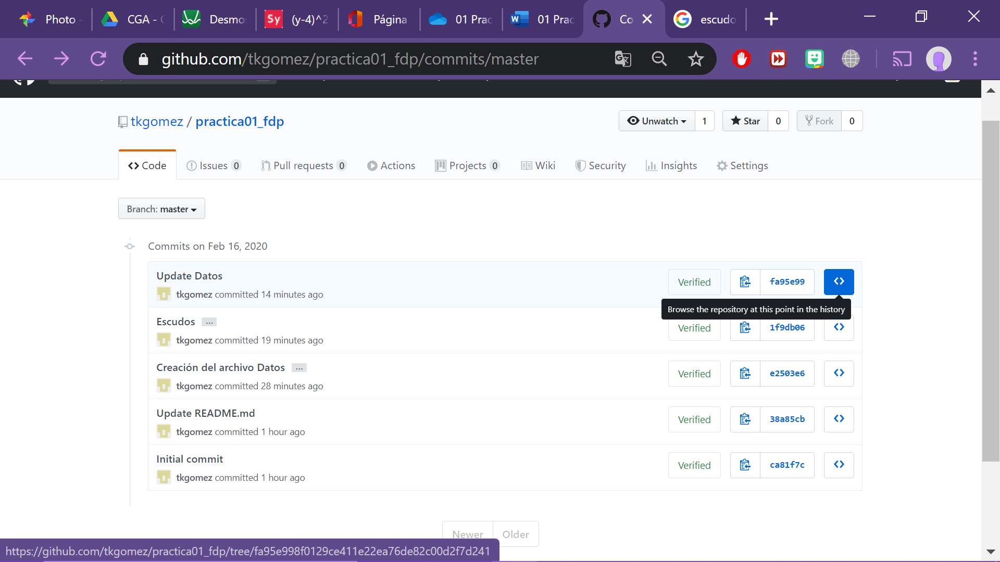 Photo
CGA - C
Desmo
Sy (y-4)^2
Página
01 Prac
W 01 Prac
Co
escudo
github.com/tkgomez/practica01_fdp/commits/master
tkgomez / practica01_fdp
Unwatch 1
Star 0
Fork 0
Code
Issues 0
Pull requests 0
Actions
Projects 0
Wiki
Security
Insights
Settings
Branch: master
Commits on Feb 16, 2020
Update Datos
tkgomez committed 14 minutes ago
Verified fa95e99
Browse the repository at this point in the history
Escudos ...
tkgomez committed 19 minutes ago
Verified 1f9db06
Creación del archivo Datos ...
tkgomez committed 28 minutes ago
Verified e2503e6
Update README.md
tkgomez committed 1 hour ago
Verified 38a85cb
Initial commit
tkgomez committed 1 hour ago
Verified ca81f7c
Newer Older
https://github.com/tkgomez/practica01_fdp/tree/fa95e998f0129ce411e22ea76de82c00d2f7d241